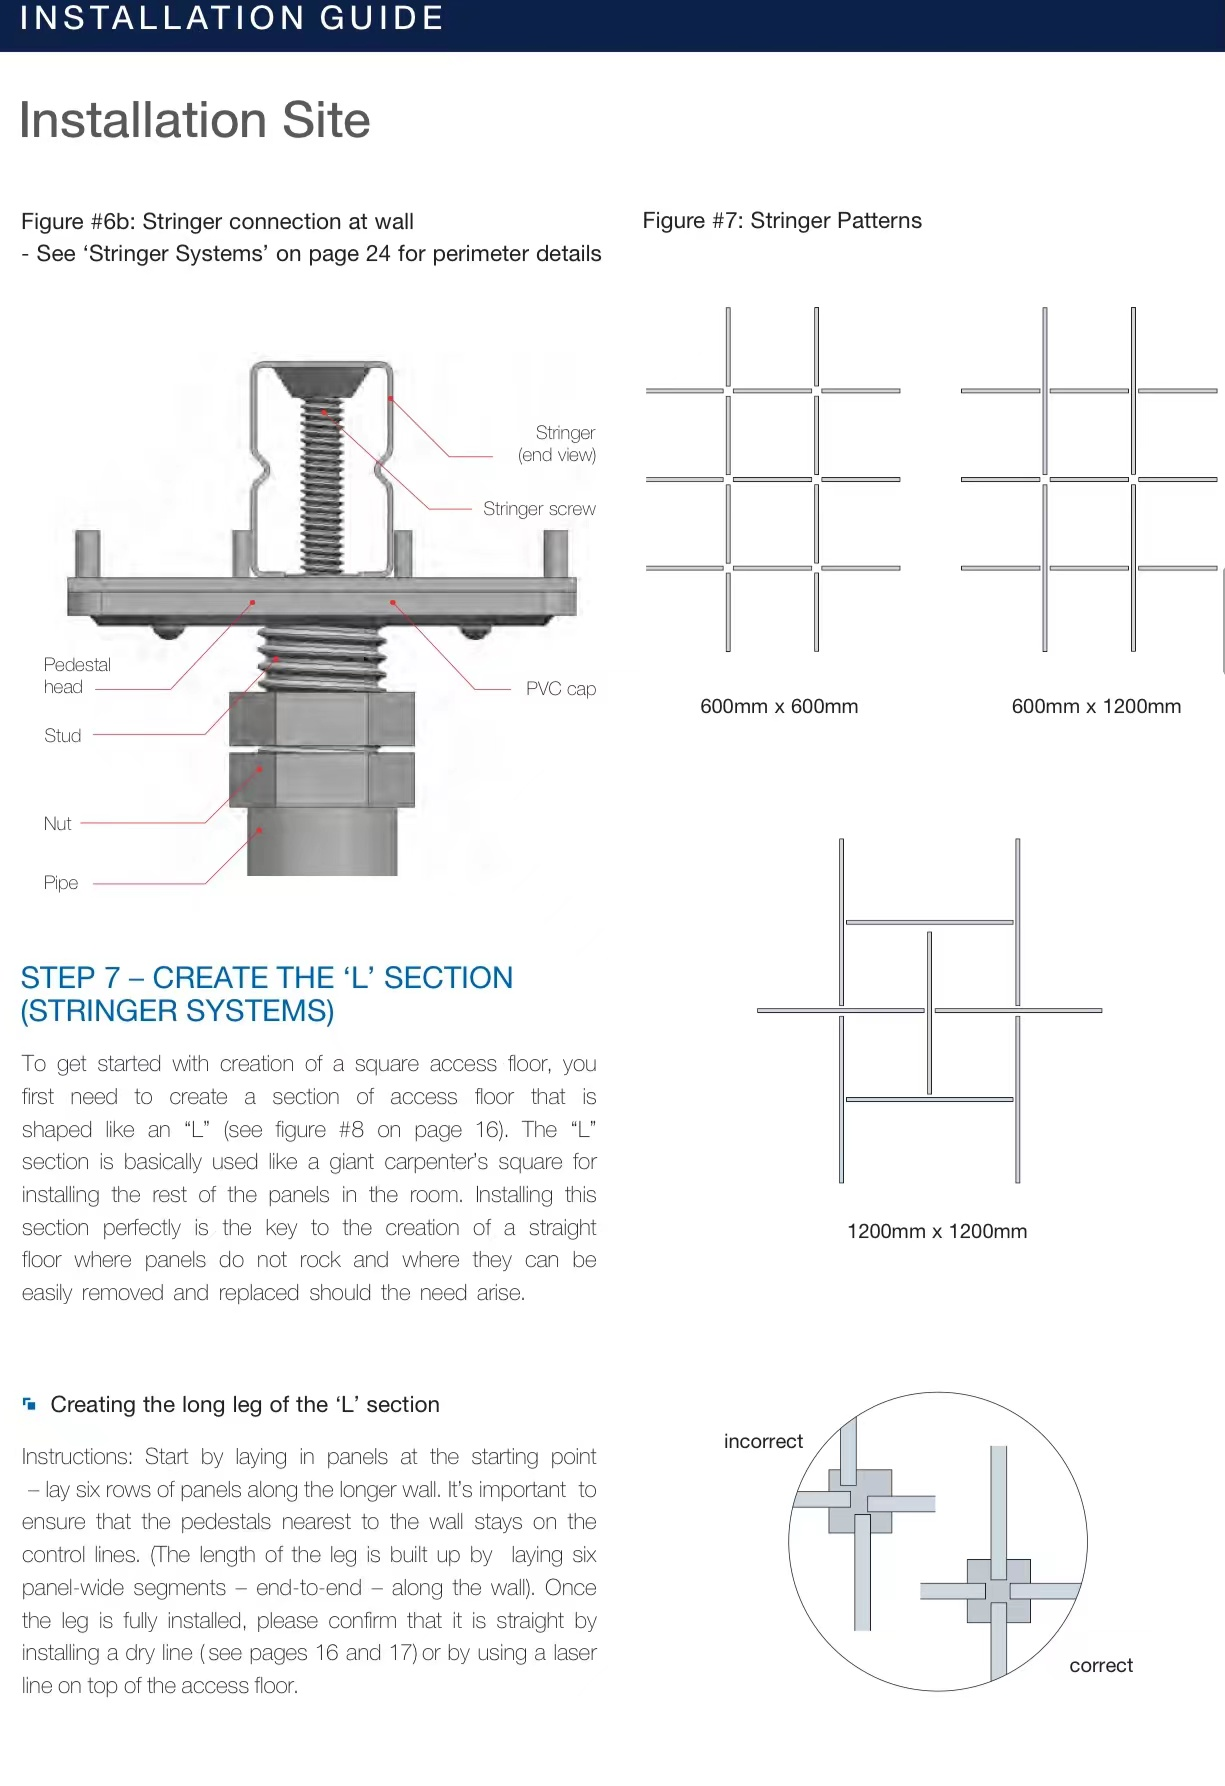 INSTALLATION GUIDE
Installation Site
Figure #6b: Stringer connection at wall
- See ‘Stringer Systems’ on page 24 for perimeter details
Stringer
(end view)
Stringer screw
Pedestal
head
PVC cap
Stud
Nut
Pipe
STEP 7 – CREATE THE ‘L’ SECTION
(STRINGER SYSTEMS)
To get started with creation of a square access floor, you
first need to create a section of access floor that is
shaped like an “L” (see figure #8 on page 16). The “L”
section is basically used like a giant carpenter’s square for
installing the rest of the panels in the room. Installing this
section perfectly is the key to the creation of a straight
floor where panels do not rock and where they can be
easily removed and replaced should the need arise.
Creating the long leg of the ‘L’ section
Instructions: Start by laying in panels at the starting point
– lay six rows of panels along the longer wall. It’s important to
ensure that the pedestals nearest to the wall stays on the
control lines. (The length of the leg is built up by laying six
panel-wide segments – end-to-end – along the wall). Once
the leg is fully installed, please confirm that it is straight by
installing a dry line (see pages 16 and 17) or by using a laser
line on top of the access floor.
Figure #7: Stringer Patterns
600mm x 600mm
600mm x 1200mm
1200mm x 1200mm
incorrect
correct